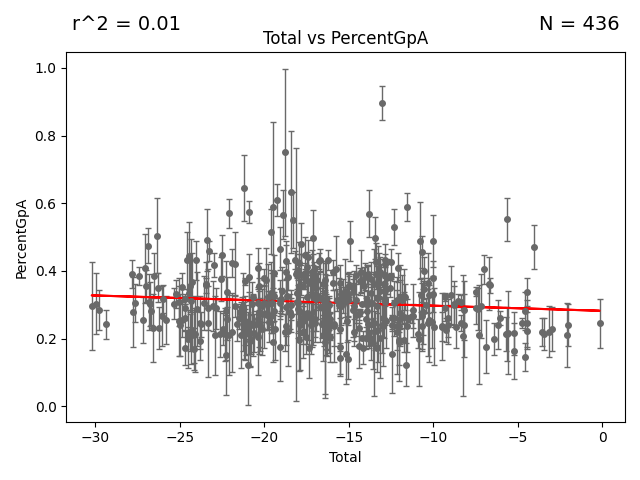 r^2 = 0.01
N = 436
Total vs PercentGpA
PercentGpA
1.0
0.8
0.6
0.4
0.2
0.0
−30
−25
−20
−15
−10
−5
0
Total